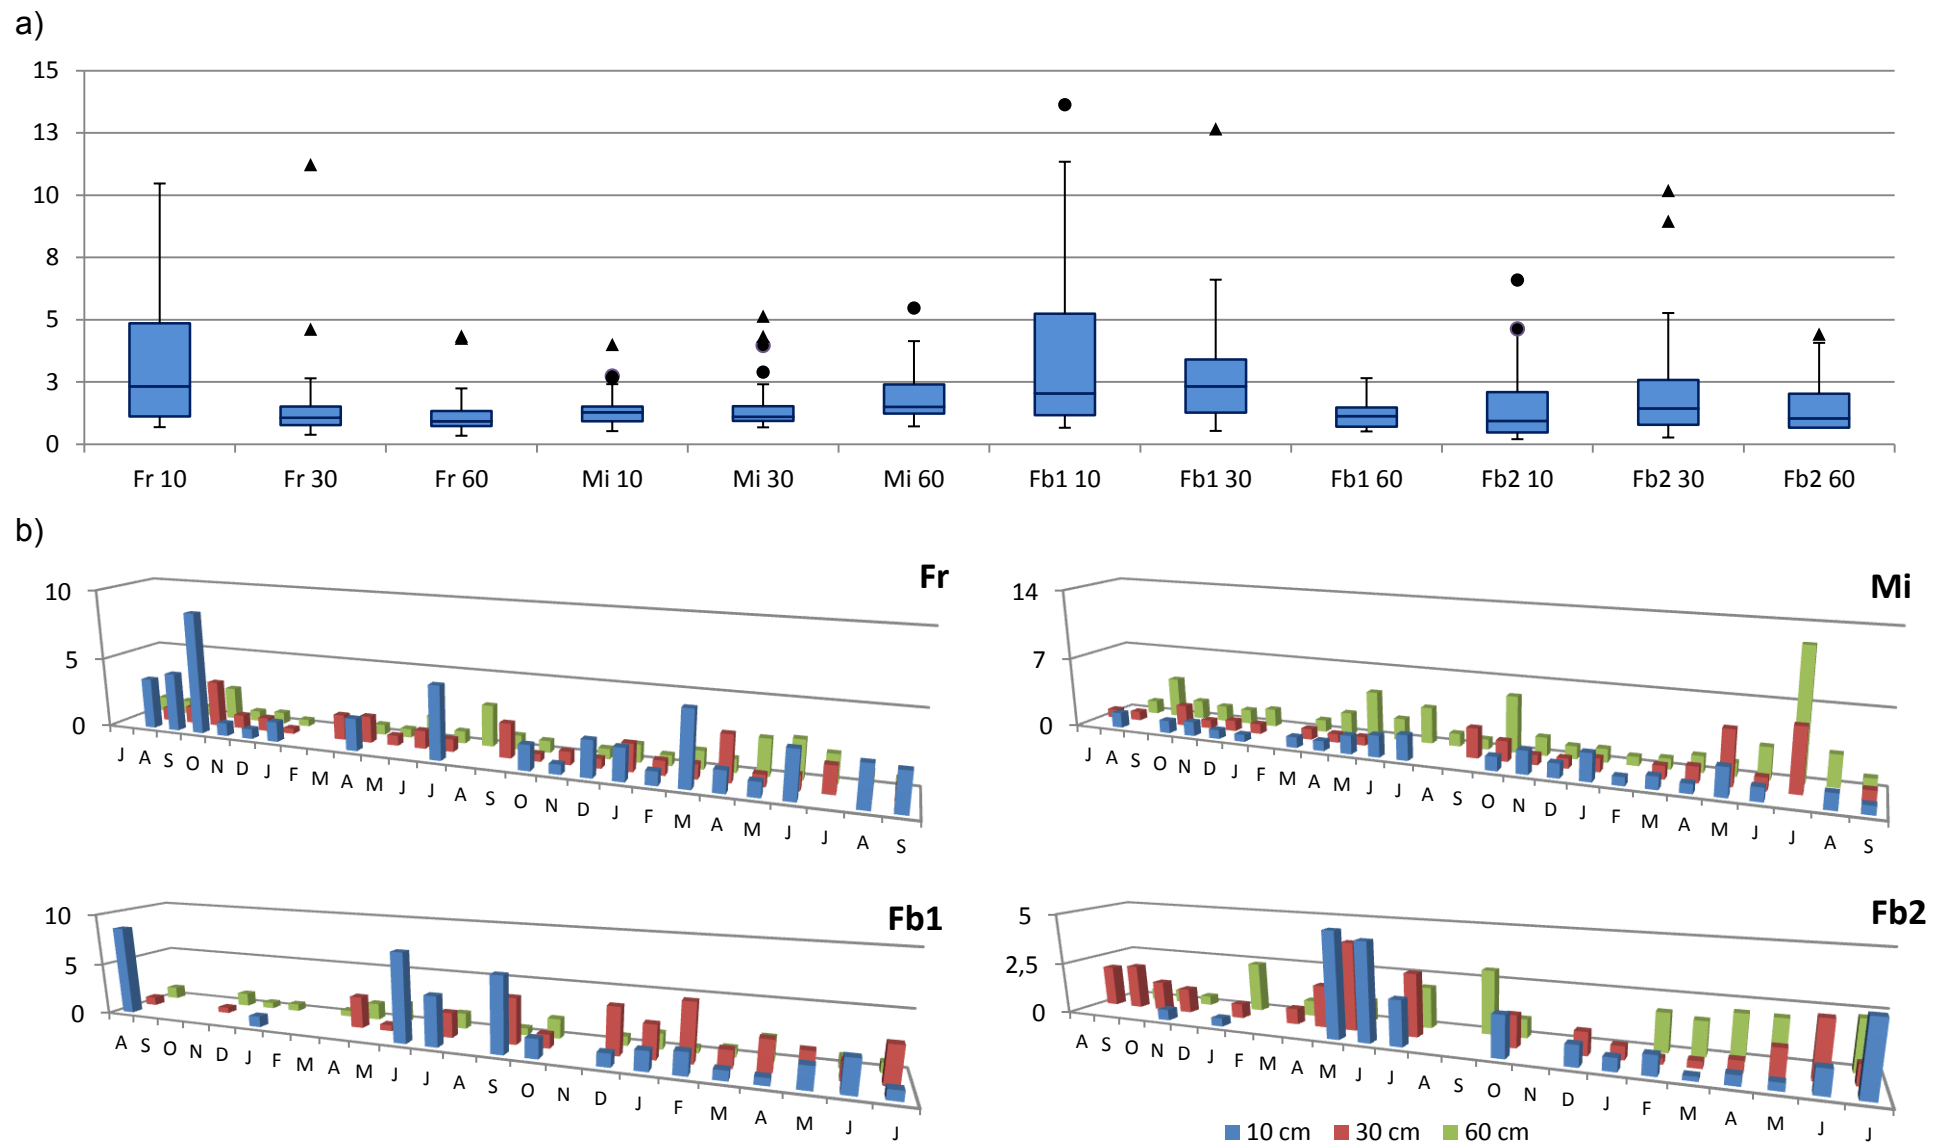 a)
15
13
10
8
5
3
0
Fr 10 Fr 30 Fr 60 Mi 10 Mi 30 Mi 60 Fb1 10 Fb1 30 Fb1 60 Fb2 10 Fb2 30 Fb2 60
b)
Fr
10
5
0
J A S O N D J F M A M J J A S O N D J F M A M J J A S
Mi
14
7
0
J A S O N D J F M A M J J A S O N D J F M A M J J A S
Fb1
10
5
0
A S O N D J F M A M J J A S O N D J F M A M J J
Fb2
5
2,5
0
A S O N D J F M A M J J A S O N D J F M A M J J
10 cm 30 cm 60 cm